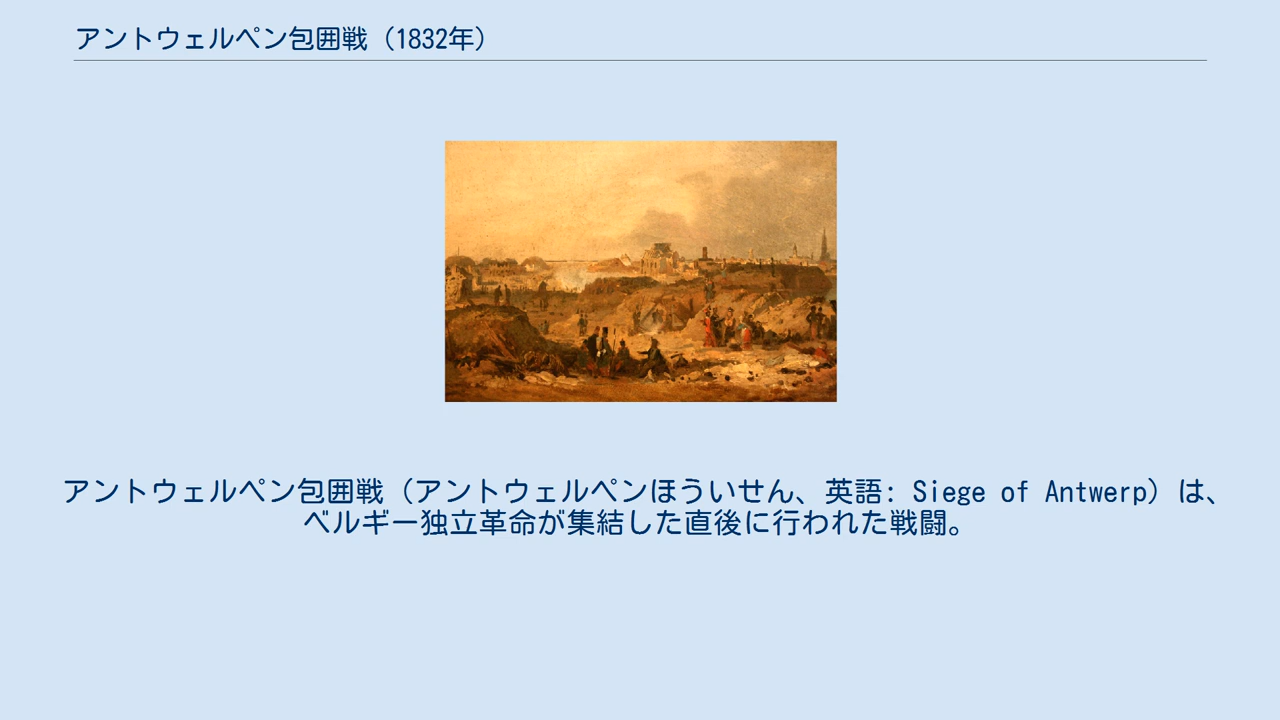 アントウェルペン包囲戦（1832年）
アントウェルペン包囲戦（アントウェルペンほういせん、英語: Siege of Antwerp）は、
ベルギー独立革命が集結した直後に行われた戦闘。